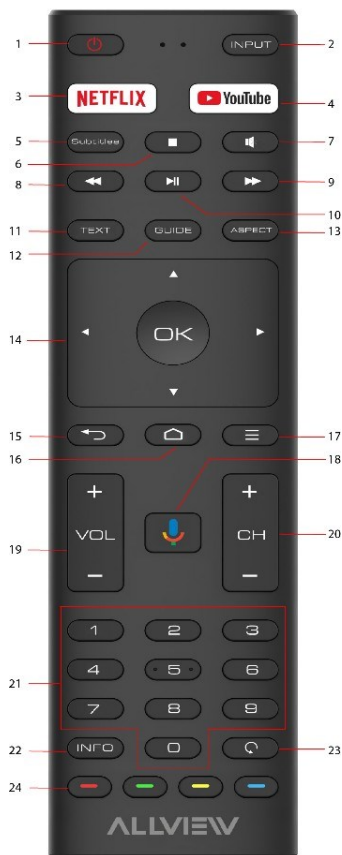 1 2 INPUT
3 NETFLIX YouTube 4
5 Subtitles 7
6
8 9
10
11 TEXT GUIDE ASPECT 13
12
14 OK
15 17
16 18
+ +
19 VOL CH 20
- -
1 2 3
21 4 5 6
7 8 9
22 INFO 0 23
24
ALLVIEW